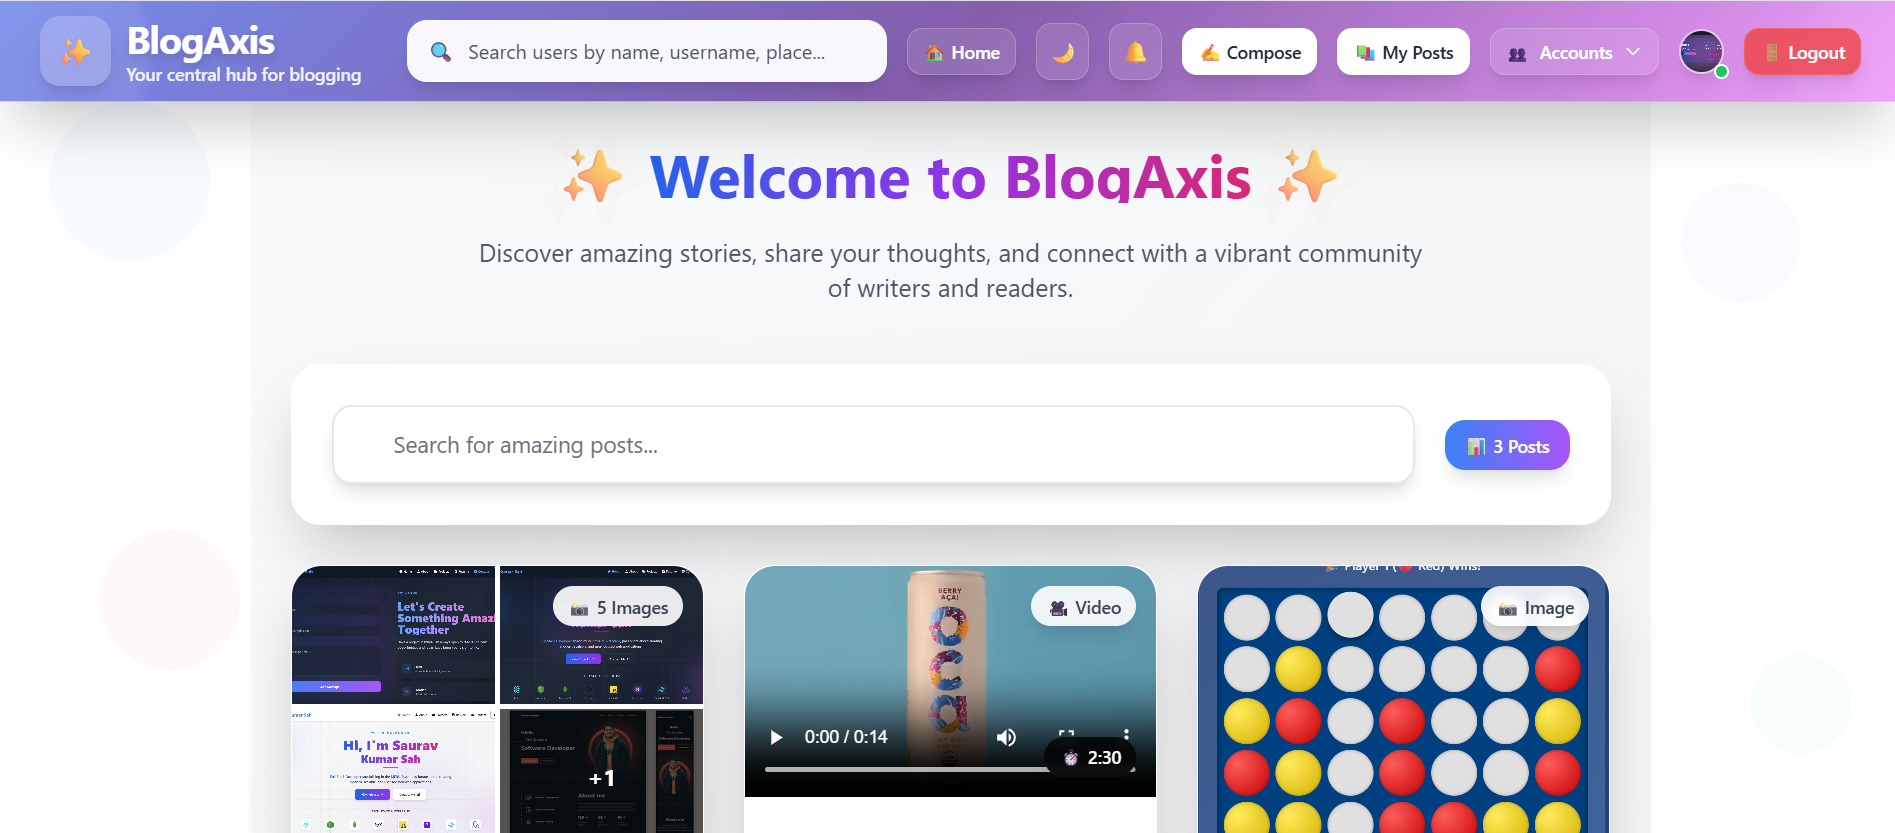 BlogAxis
Your central hub for blogging
Search users by name, username, place...
Home
Compose
My Posts
Accounts
Logout
Welcome to BlogAxis
Discover amazing stories, share your thoughts, and connect with a vibrant community
of writers and readers.
Search for amazing posts...
3 Posts
5 Images
Let's Create
Something Amaz
Together
Hi, I'm Saurav
Kumar Sah
Software Developer
About me
+1
Video
BERRY
AÇAI
0:00 / 0:14
2:30
Player 1 (🔴 Red) Wins!
Image